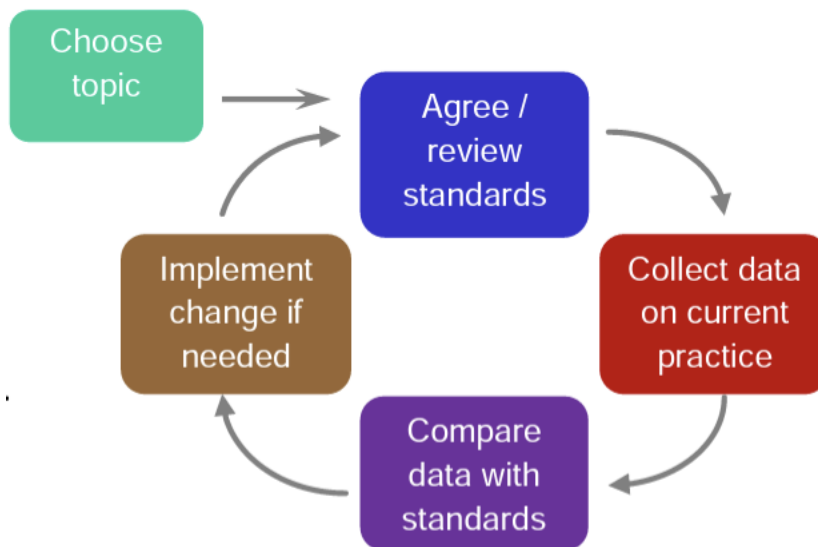 Choose
topic
Agree /
review
standards
Collect data
on current
practice
Compare
data with
standards
Implement
change if
needed